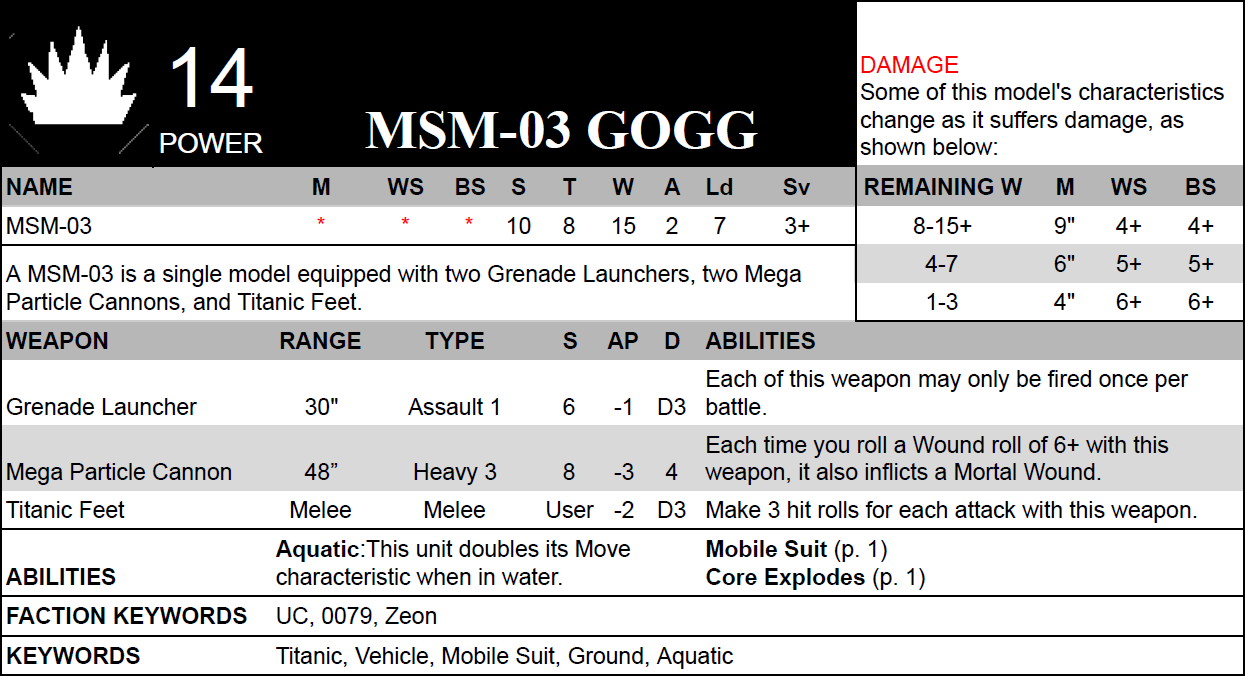 14
POWER
MSM-03 GOGG
DAMAGE
Some of this model's characteristics
change as it suffers damage, as
shown below:
NAME M WS BS S T W A Ld Sv
MSM-03 * * * 10 8 15 2 7 3+
REMAINING W M WS BS
8-15+ 9" 4+ 4+
4-7 6" 5+ 5+
1-3 4" 6+ 6+
A MSM-03 is a single model equipped with two Grenade Launchers, two Mega
Particle Cannons, and Titanic Feet.
WEAPON RANGE TYPE S AP D ABILITIES
Each of this weapon may only be fired once per
Grenade Launcher 30" Assault 1 6 -1 D3 battle.
Each time you roll a Wound roll of 6+ with this
Mega Particle Cannon 48” Heavy 3 8 -3 4 weapon, it also inflicts a Mortal Wound.
Titanic Feet Melee Melee User -2 D3 Make 3 hit rolls for each attack with this weapon.
Aquatic:This unit doubles its Move Mobile Suit (p. 1)
ABILITIES characteristic when in water. Core Explodes (p. 1)
FACTION KEYWORDS UC, 0079, Zeon
KEYWORDS Titanic, Vehicle, Mobile Suit, Ground, Aquatic